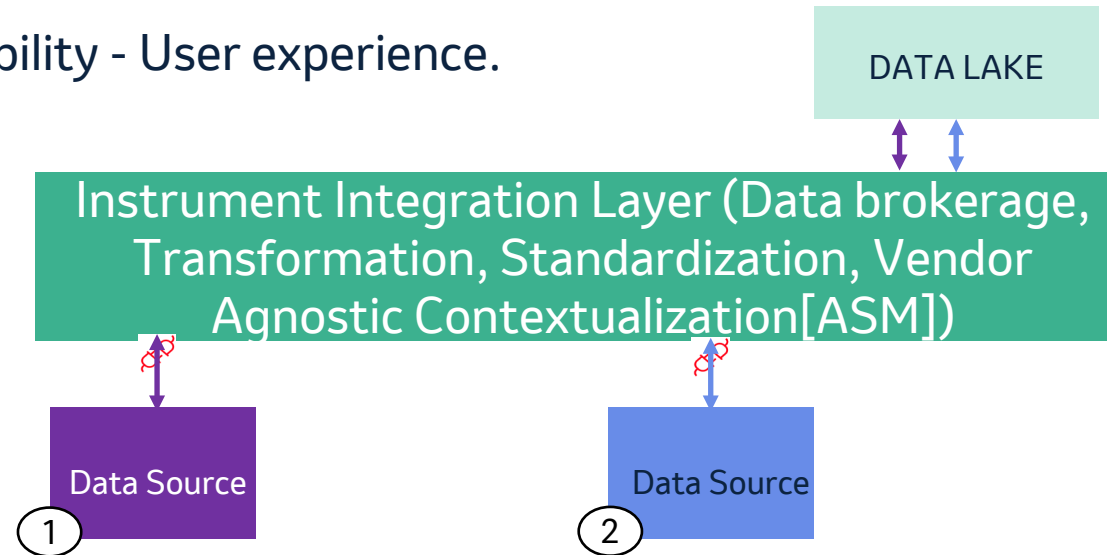 bility - User experience.
DATA LAKE
Instrument Integration Layer (Data brokerage,
Transformation, Standardization, Vendor
Agnostic Contextualization[ASM])
Data Source
1
Data Source
2